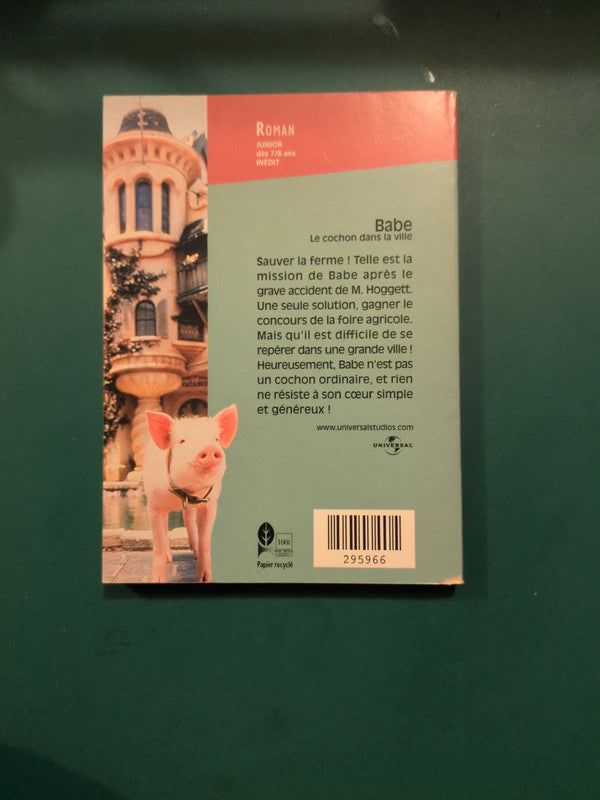 ROMAN
JUNIOR
dès 7/8 ans
INÉDIT
Babe
Le cochon dans la ville
Sauver la ferme ! Telle est la
mission de Babe après le
grave accident de M. Hoggett.
Une seule solution, gagner le
concours de la foire agricole.
Mais qu'il est difficile de se
repérer dans une grande ville !
Heureusement, Babe n'est pas
un cochon ordinaire, et rien
ne résiste à son cœur simple
et généreux !
www.universalstudios.com
UNIVERSAL
Papier recyclé
295966